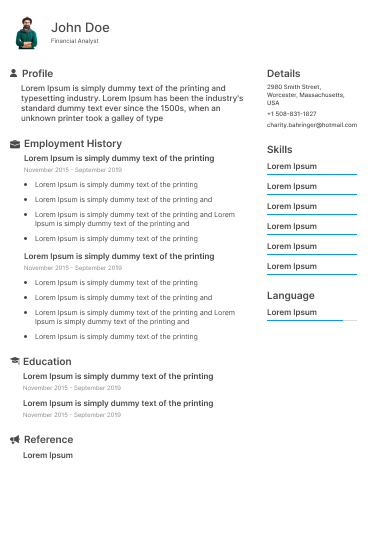 John Doe
Financial Analyst
Profile
Lorem Ipsum is simply dummy text of the printing and
typesetting industry. Lorem Ipsum has been the industry's
standard dummy text ever since the 1500s, when an
unknown printer took a galley of type
Employment History
Lorem Ipsum is simply dummy text of the printing
November 2015 - September 2019
Lorem Ipsum is simply dummy text of the printing
Lorem Ipsum is simply dummy text of the printing and
Lorem Ipsum is simply dummy text of the printing and Lorem
Ipsum is simply dummy text of the printing and
Lorem Ipsum is simply dummy text of the printing
Lorem Ipsum is simply dummy text of the printing
November 2015 - September 2019
Lorem Ipsum is simply dummy text of the printing
Lorem Ipsum is simply dummy text of the printing and
Lorem Ipsum is simply dummy text of the printing and Lorem
Ipsum is simply dummy text of the printing and
Lorem Ipsum is simply dummy text of the printing
Education
Lorem Ipsum is simply dummy text of the printing
November 2015 - September 2019
Lorem Ipsum is simply dummy text of the printing
November 2015 - September 2019
Reference
Lorem Ipsum
Details
2980 Smith Street,
Worcester, Massachusetts,
USA
+1 508-831-1827
charity.bahringer@hotmail.com
Skills
Lorem Ipsum
Lorem Ipsum
Lorem Ipsum
Lorem Ipsum
Lorem Ipsum
Lorem Ipsum
Language
Lorem Ipsum